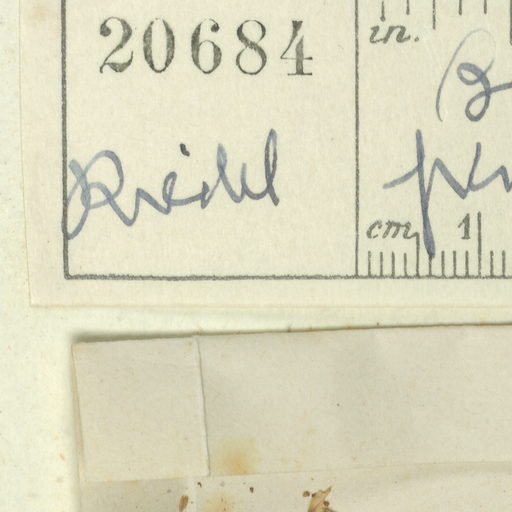 20684
in.
Riedel
cm
1